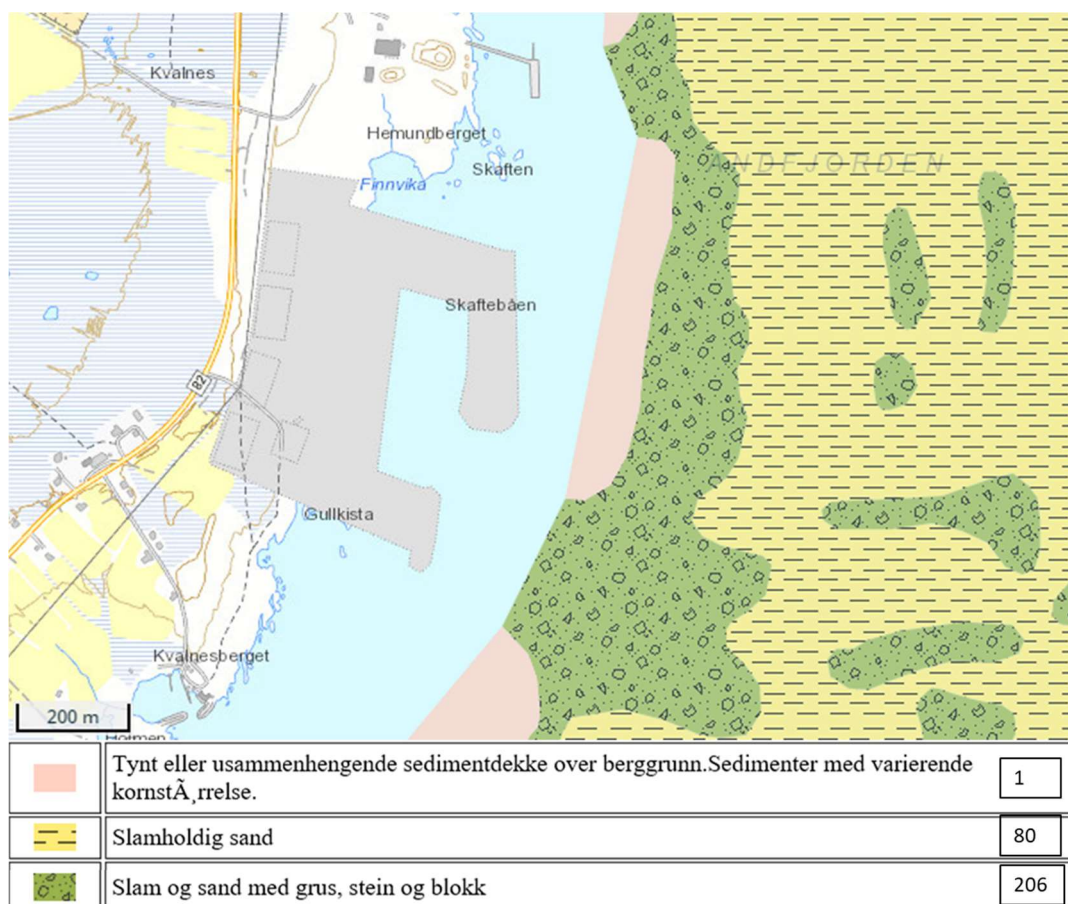 Kvalnes
Hemundberget
Skaften
ANDFJORDEN
Finnvika
Skaftebåen
82
Gullkista
Kvalnesberget
200 m
Holmen
Tynt eller usammenhengende sedimentdekke over berggrunn.Sedimenter med varierende
kornstÃ¸rrelse.
1
Slamholdig sand
80
Slam og sand med grus, stein og blokk
206